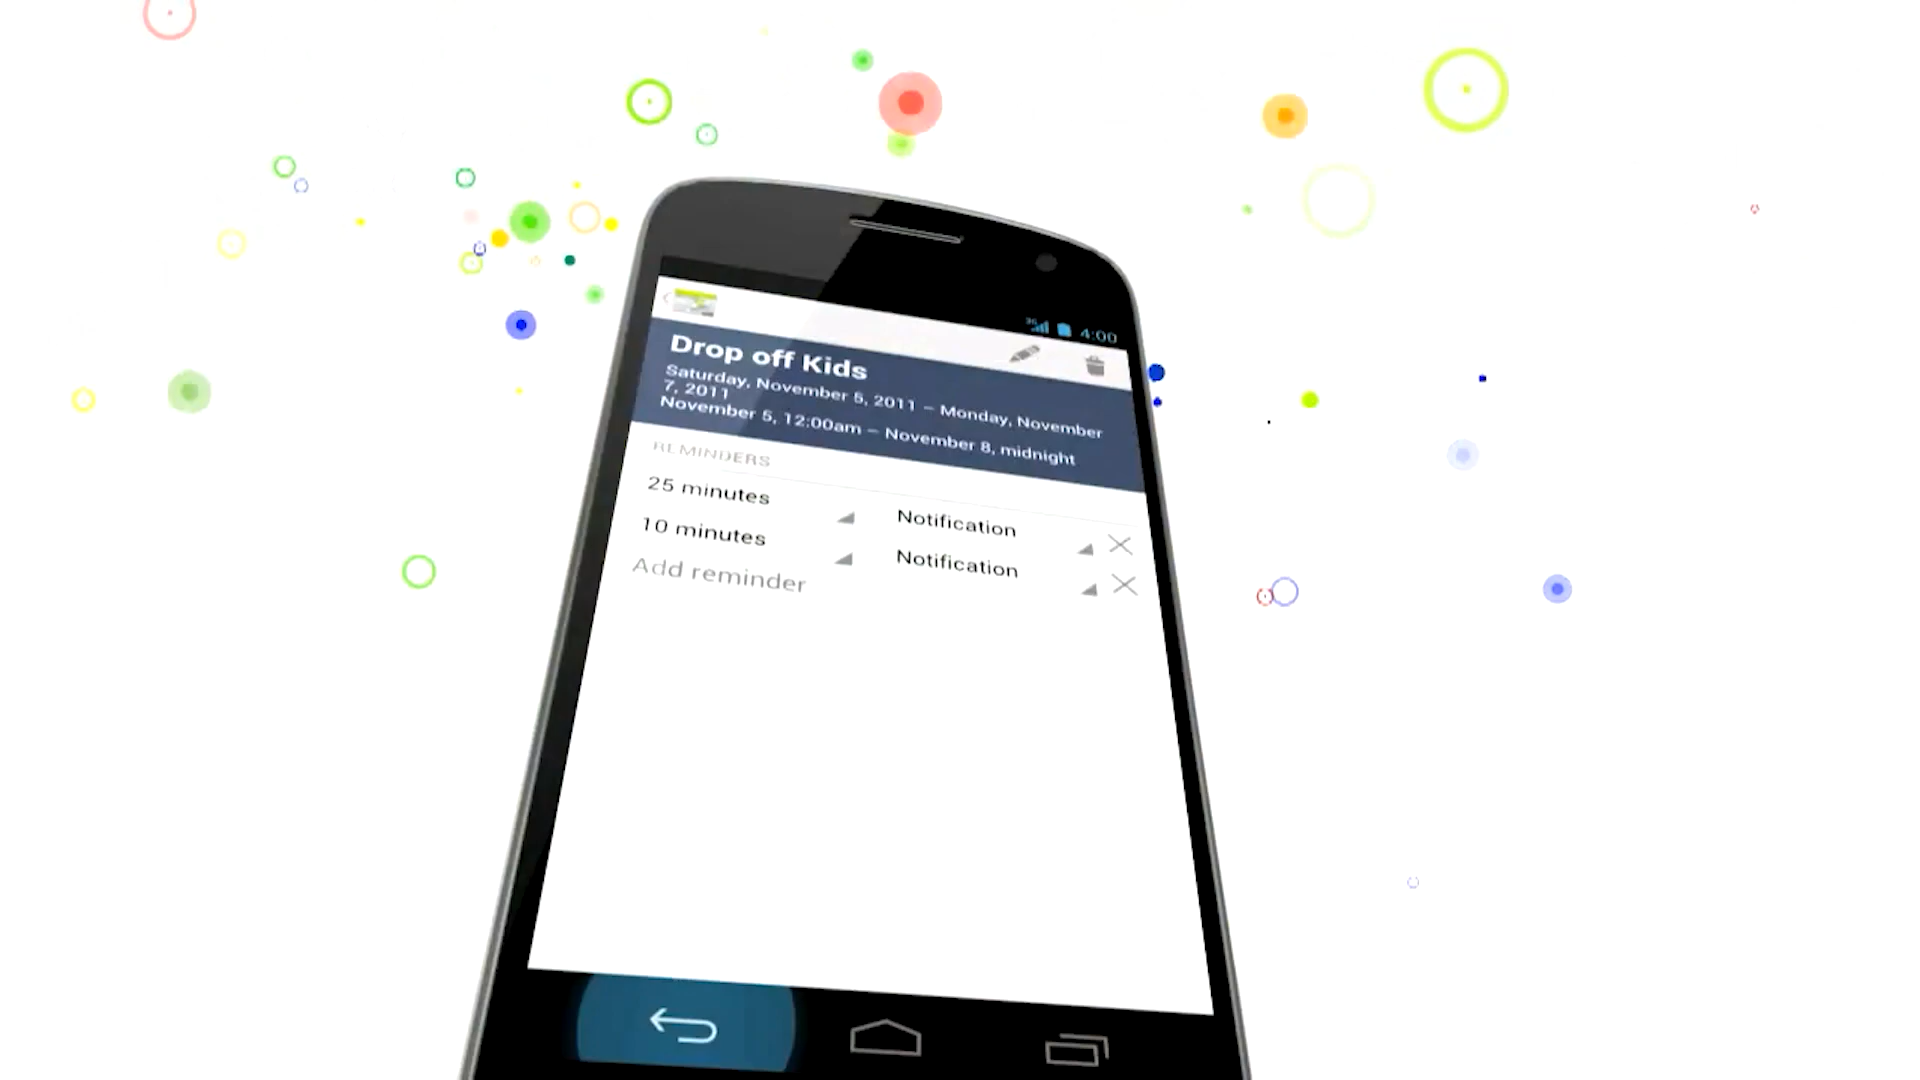 3G 4:00
Drop off Kids
Saturday, November 5, 2011 – Monday, November
7, 2011
November 5, 12:00am – November 8, midnight
REMINDERS
25 minutes Notification
10 minutes Notification
Add reminder